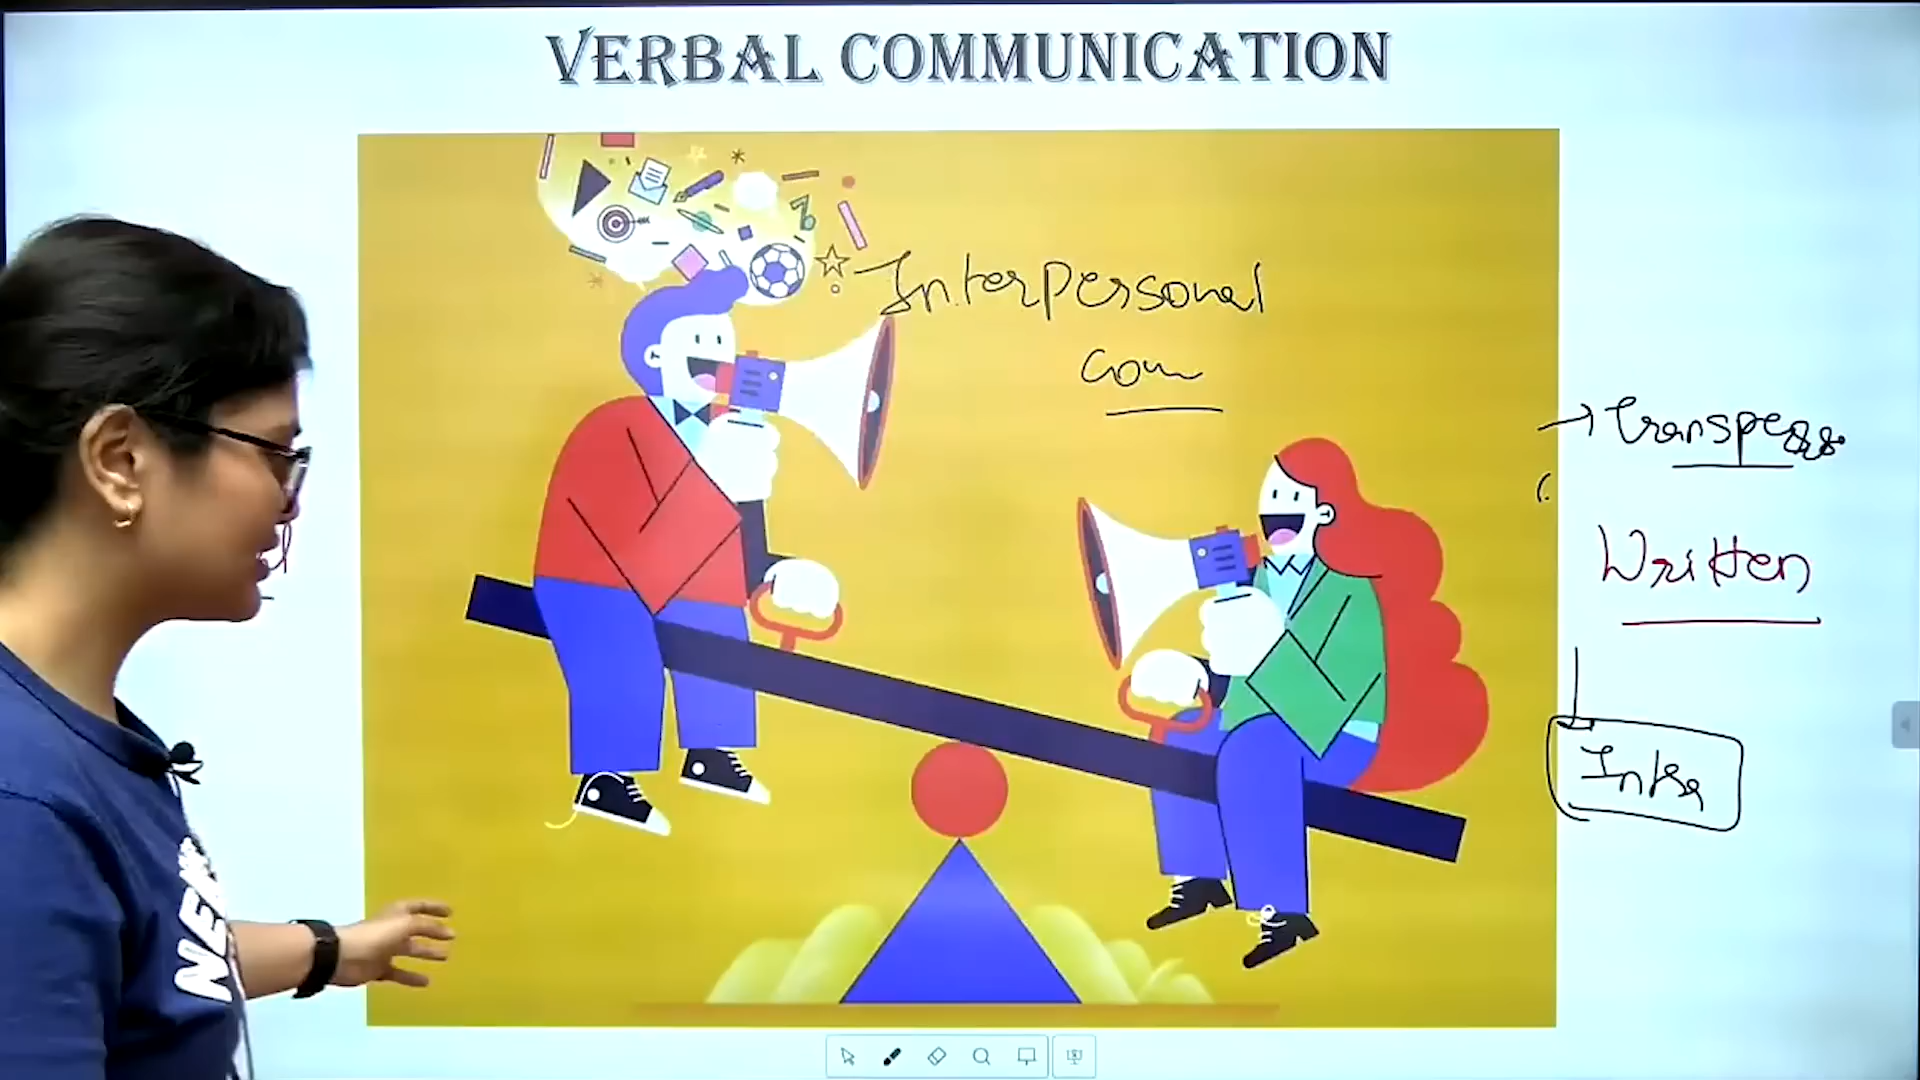 VERBAL COMMUNICATION
Interpersonal
com
→ Transpers
Written
Intra